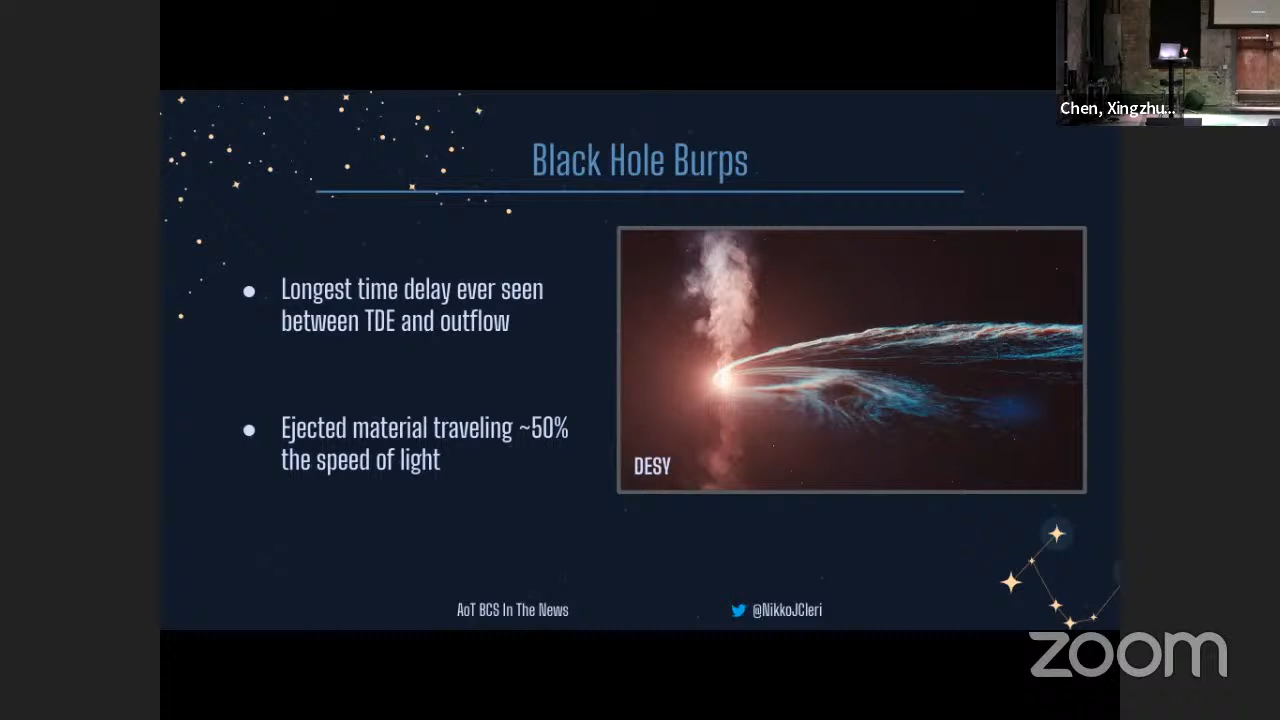 Chen, Xingzhu...
Black Hole Burps
Longest time delay ever seen
between TDE and outflow
Ejected material traveling ~50%
the speed of light
DESY
AoT BCS In The News
@NikkoJCleri
zoom